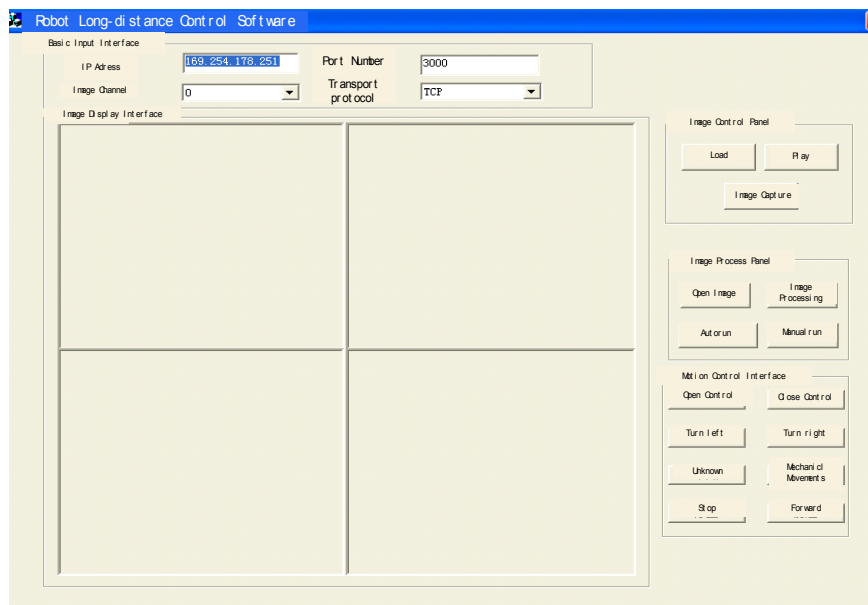 Robot Long-distance Control Software
Basic Input Interface
IP Adress
169.254.178.251
Port Number
3000
Image Channel
0
Transport
protocol
TCP
Image Display Interface
Image Control Panel
Load
Play
Image Capture
Image Process Panel
Open Image
Image
Processing
Autorun
Manual run
Motion Control Interface
Open Control
Close Control
Turn left
Turn right
Unknown
Mechanicl
Movements
Stop
Forward